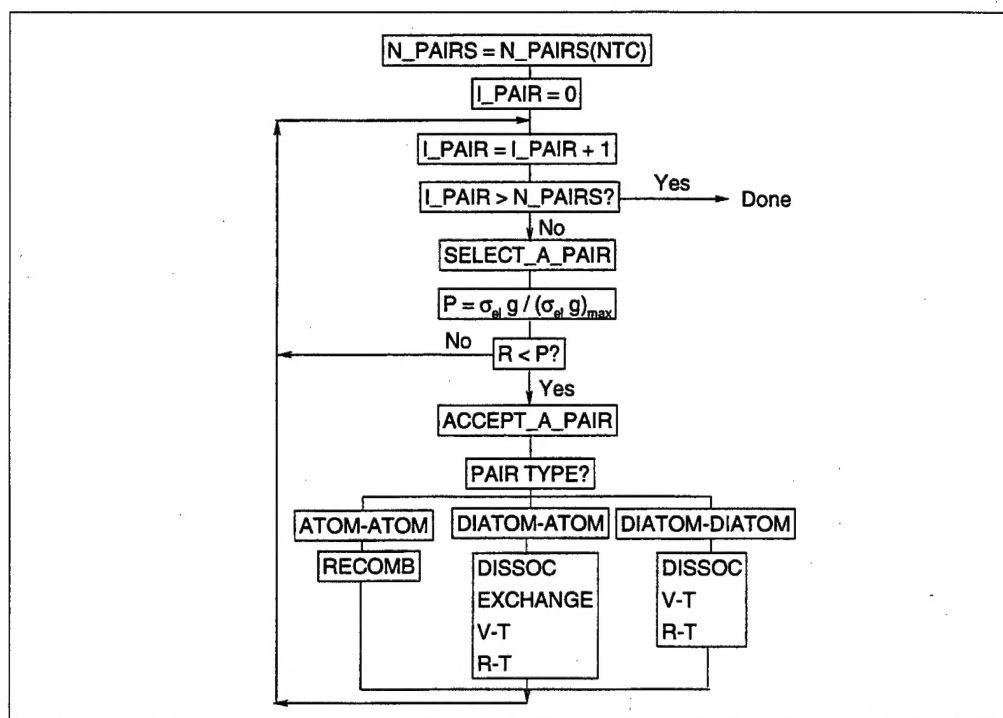 N_PAIRS = N_PAIRS(NTC)
I_PAIR = 0
I_PAIR = I_PAIR + 1
I_PAIR > N_PAIRS?
Yes
Done
No
SELECT_A_PAIR
P = σel g / (σel g)max
No
R < P?
Yes
ACCEPT_A_PAIR
PAIR TYPE?
ATOM-ATOM
DIATOM-ATOM
DIATOM-DIATOM
RECOMB
DISSOC
EXCHANGE
V-T
R-T
DISSOC
V-T
R-T